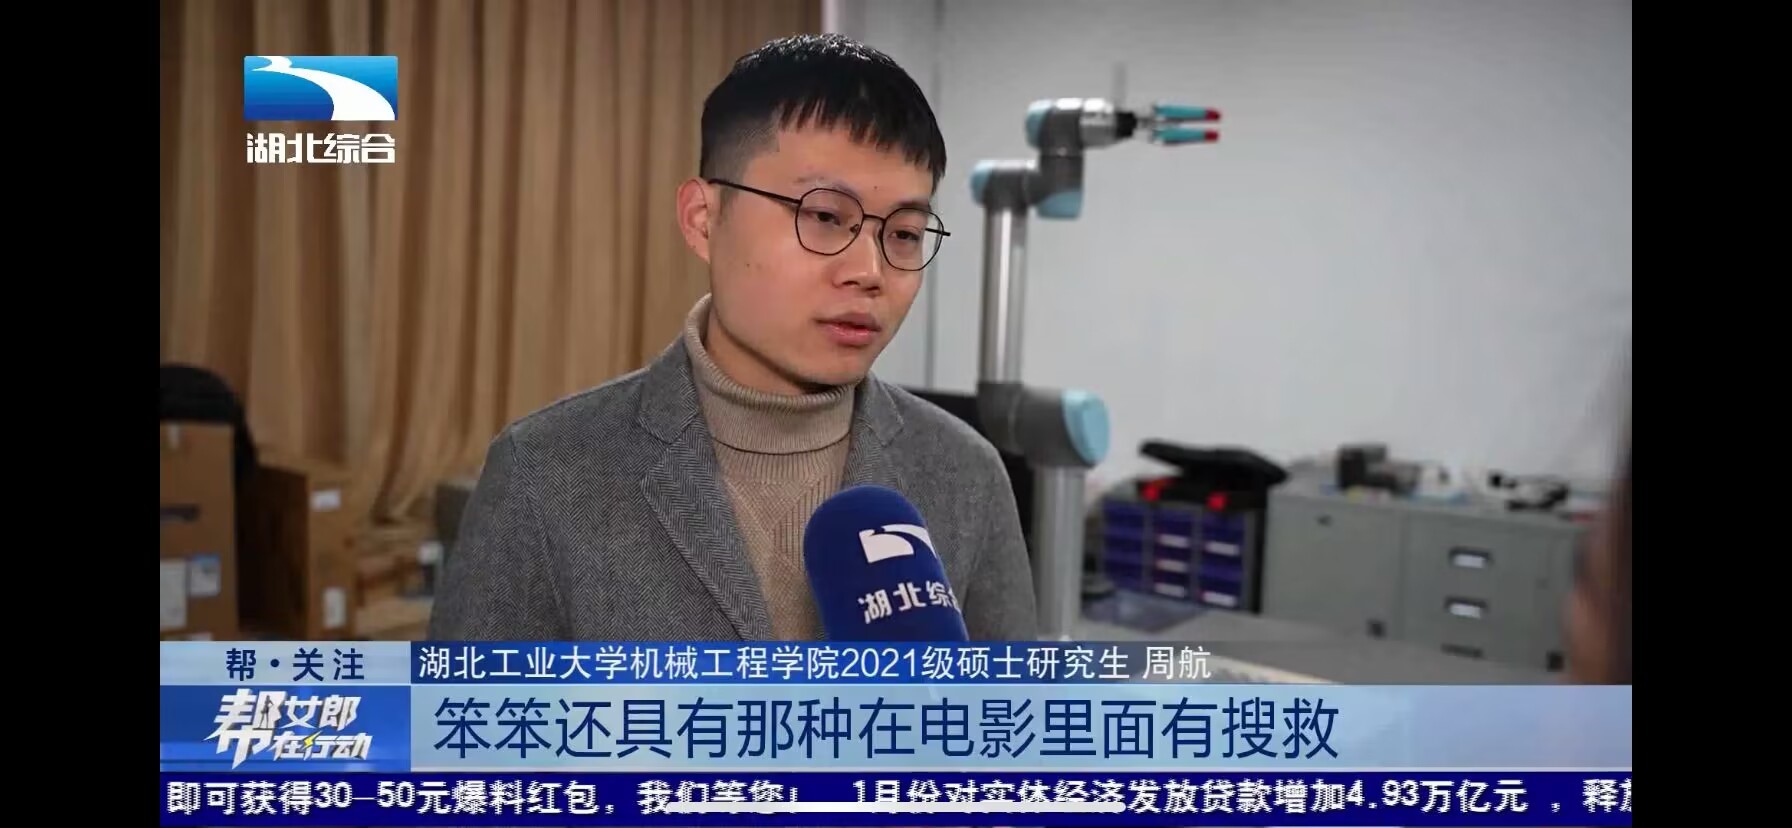 湖北综合
湖北综合
帮·关注
湖北工业大学机械工程学院2021级硕士研究生 周航
帮女郎
在行动
笨笨还具有那种在电影里面有搜救
即可获得30-50元爆料红包，我们等您！ 1月份对实体经济发放贷款增加4.93万亿元 ，释放